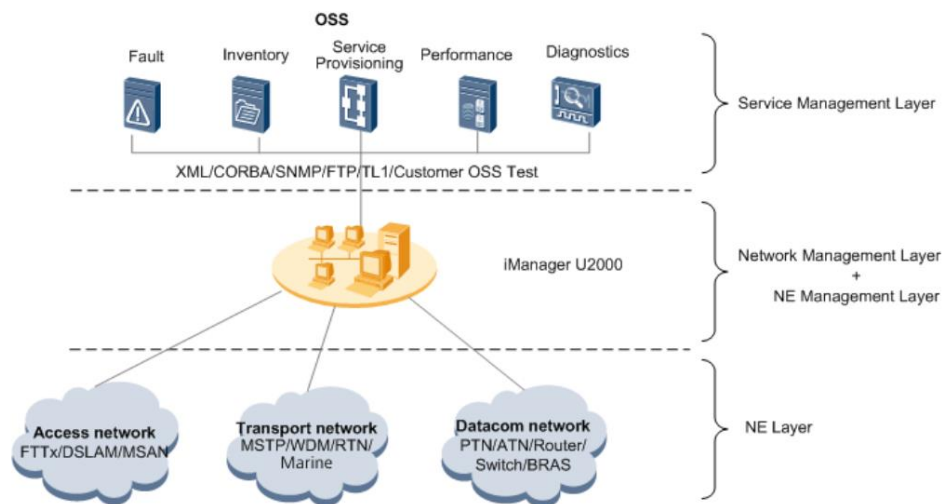 OSS
Fault
Inventory
Service
Provisioning
Performance
Diagnostics
Service Management Layer
XML/CORBA/SNMP/FTP/TL1/Customer OSS Test
iManager U2000
Network Management Layer
+
NE Management Layer
Access network
FTTx/DSLAM/MSAN
Transport network
MSTP/WDM/RTN/
Marine
Datacom network
PTN/ATN/Router/
Switch/BRAS
NE Layer